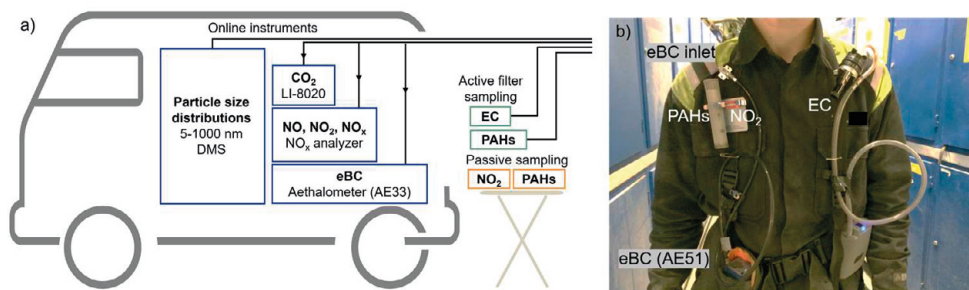 a)
Online instruments
Particle size
distributions
5-1000 nm
DMS
CO₂
LI-8020
NO, NO₂, NOₓ
NOₓ analyzer
eBC
Aethalometer (AE33)
Active filter
sampling
EC
PAHs
Passive sampling
NO₂
PAHs
b)
eBC inlet
PAHs
NO₂
EC
eBC (AE51)